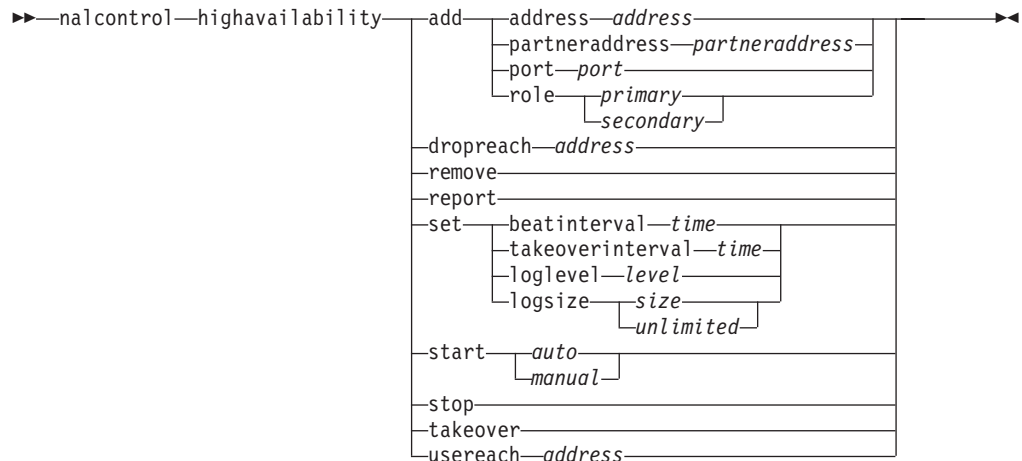 nalcontrol highavailability add address address
partneraddress partneraddress
port port
role primary
secondary
dropreach address
remove
report
set beatinterval time
takeoverinterval time
loglevel level
logsize size
unlimited
start auto
manual
stop
takeover
usereach address